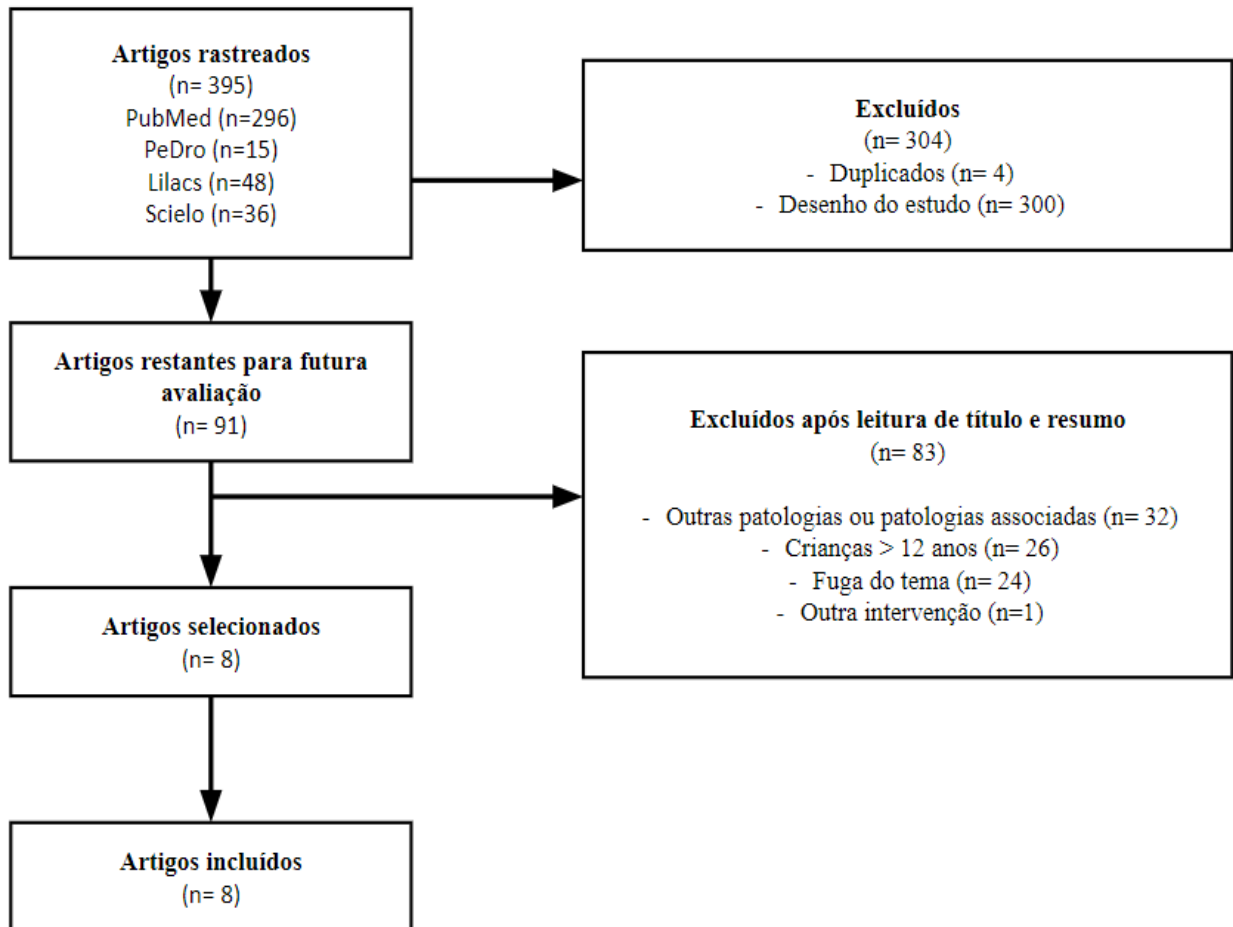 Artigos rastreados
(n= 395)
PubMed (n=296)
PeDro (n=15)
Lilacs (n=48)
Scielo (n=36)
Excluídos
(n= 304)
- Duplicados (n= 4)
- Desenho do estudo (n= 300)
Artigos restantes para futura
avaliação
(n= 91)
Excluídos após leitura de título e resumo
(n= 83)
- Outras patologias ou patologias associadas (n= 32)
- Crianças > 12 anos (n= 26)
- Fuga do tema (n= 24)
- Outra intervenção (n=1)
Artigos selecionados
(n= 8)
Artigos incluídos
(n= 8)